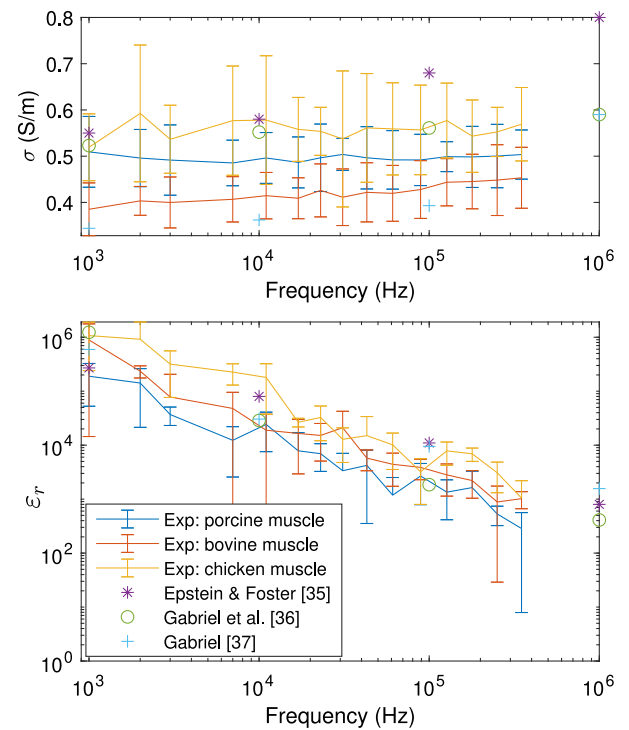 0.8
0.7
0.6
0.5
0.4
σ (S/m)
10³ 10⁴ 10⁵ 10⁶
Frequency (Hz)
10⁶
10⁴
10²
10⁰
εᵣ
Exp: porcine muscle
Exp: bovine muscle
Exp: chicken muscle
Epstein & Foster [35]
Gabriel et al. [36]
Gabriel [37]
10³ 10⁴ 10⁵ 10⁶
Frequency (Hz)